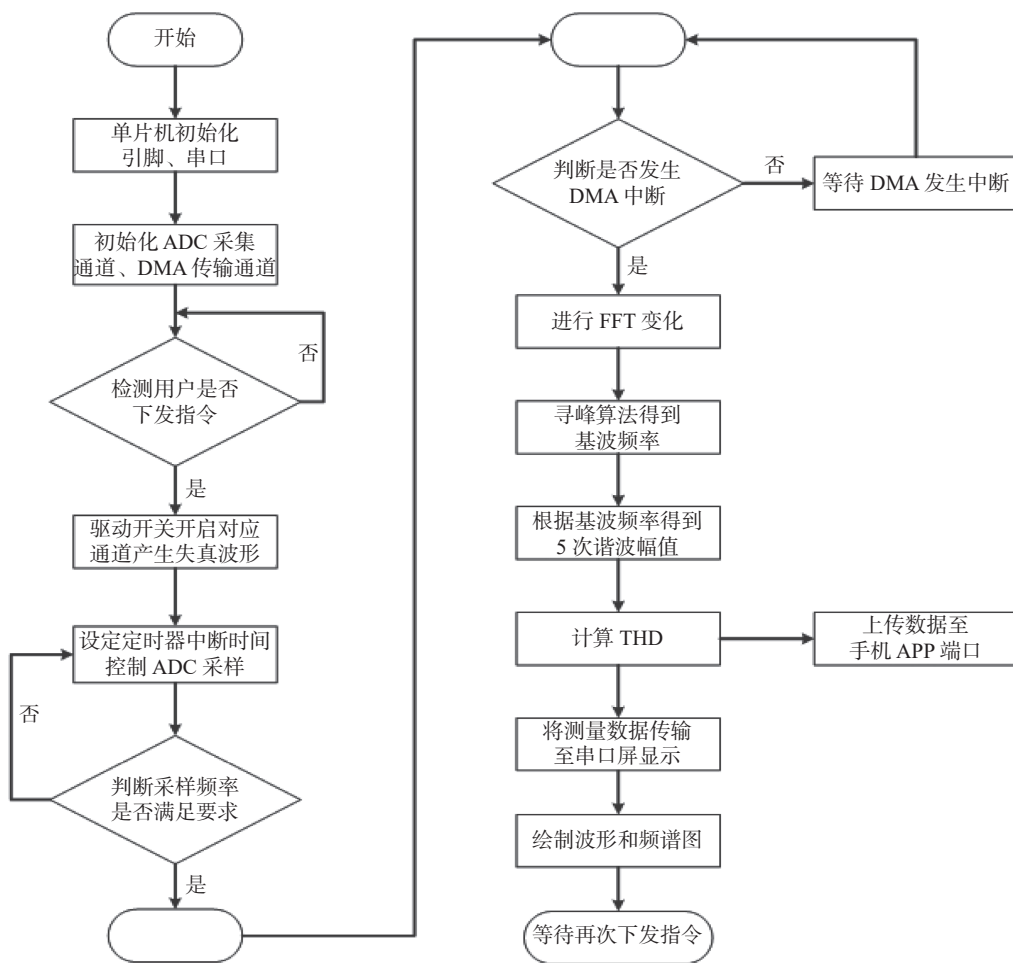 开始
单片机初始化
引脚、串口
初始化 ADC 采集
通道、DMA 传输通道
否
检测用户是否
下发指令
是
驱动开关开启对应
通道产生失真波形
设定定时器中断时间
控制 ADC 采样
否
判断采样频率
是否满足要求
是
判断是否发生
DMA 中断
否
等待 DMA 发生中断
是
进行 FFT 变化
寻峰算法得到
基波频率
根据基波频率得到
5 次谐波幅值
计算 THD
上传数据至
手机 APP 端口
将测量数据传输
至串口屏显示
绘制波形和频谱图
等待再次下发指令